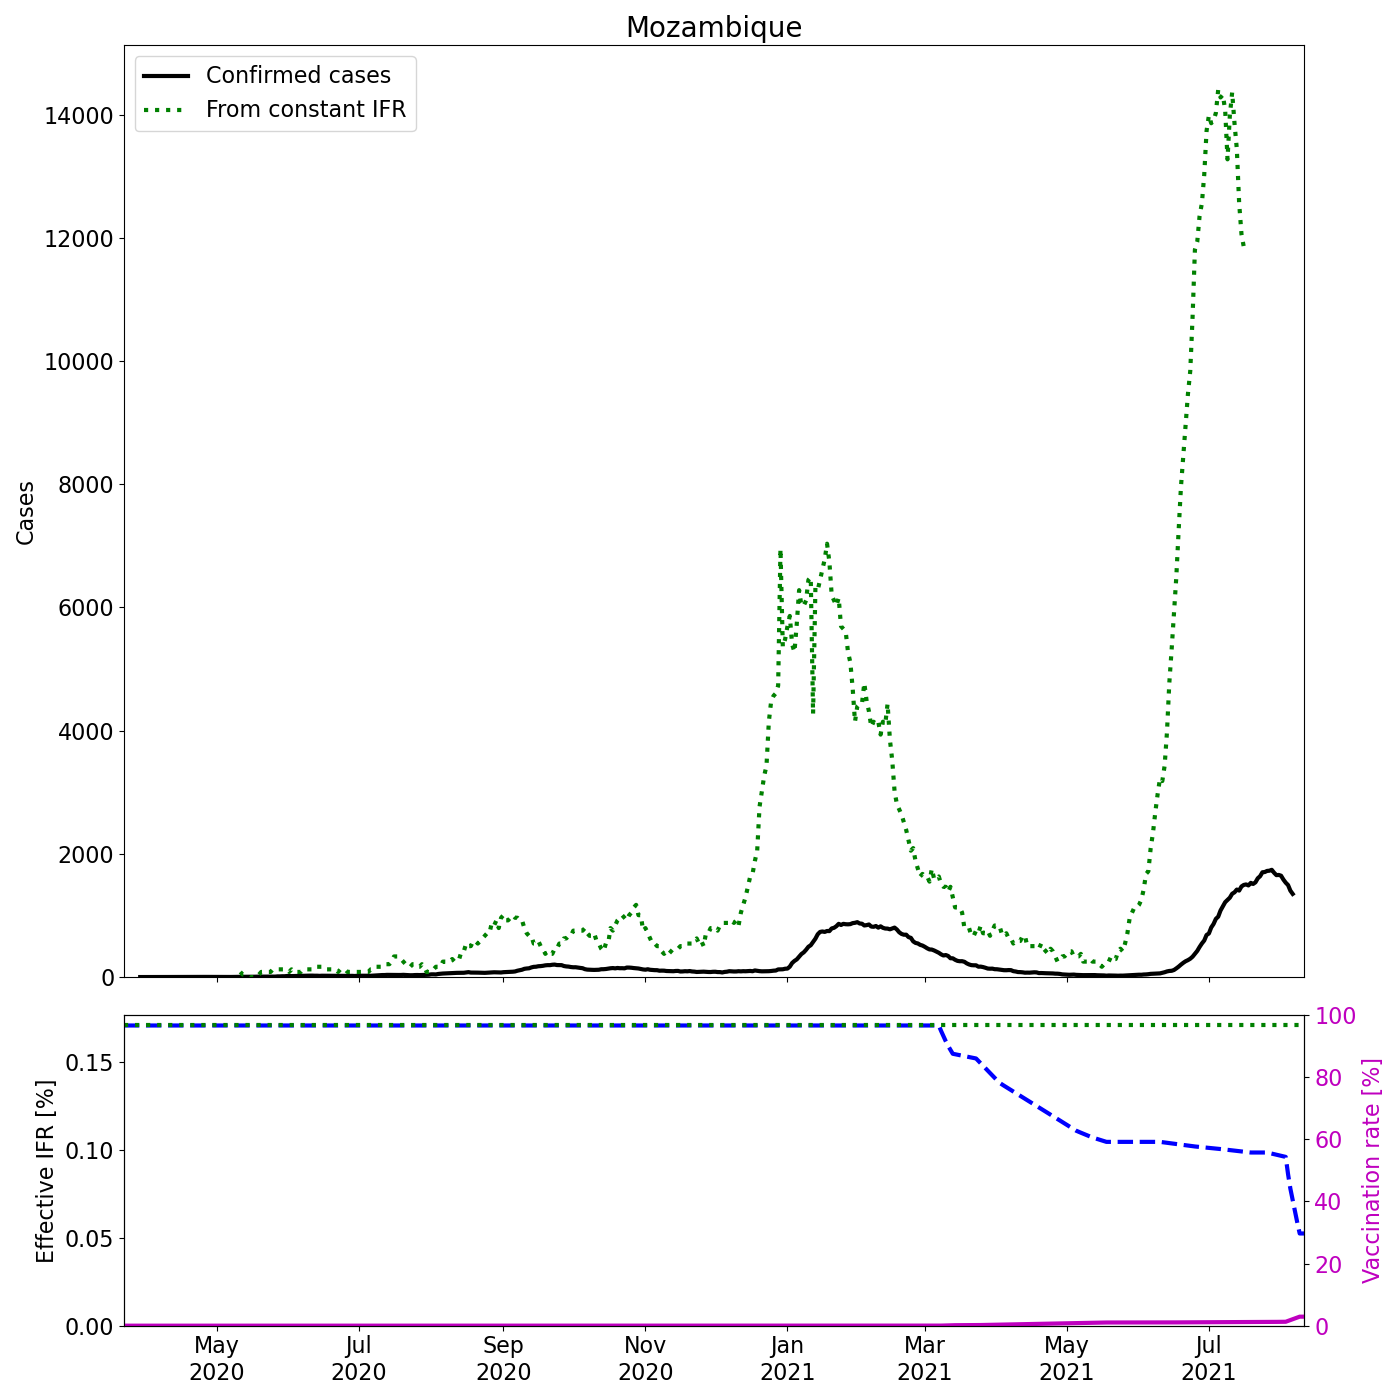 Mozambique
Confirmed cases
From constant IFR
14000
12000
10000
8000
6000
4000
2000
0
Cases
0.15
0.10
0.05
0.00
Effective IFR [%]
100
80
60
40
20
0
Vaccination rate [%]
May
2020
Jul
2020
Sep
2020
Nov
2020
Jan
2021
Mar
2021
May
2021
Jul
2021